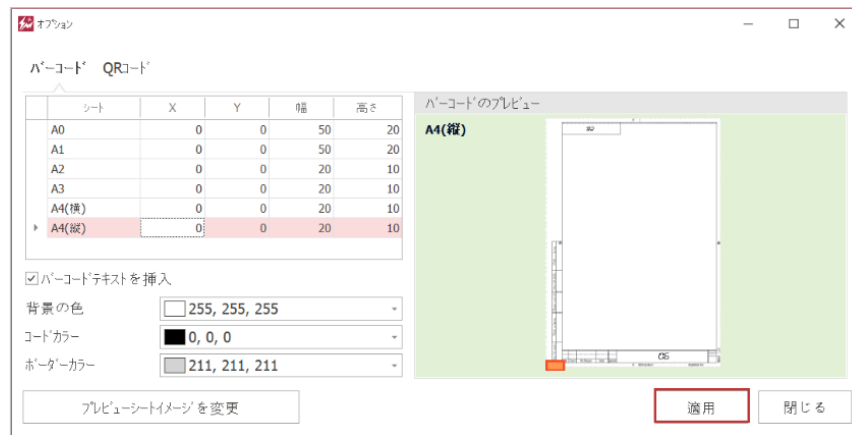 オプション
バーコード QRコード
シート X Y 幅 高さ
A0 0 0 50 20
A1 0 0 50 20
A2 0 0 20 10
A3 0 0 20 10
A4(横) 0 0 20 10
A4(縦) 0 0 20 10
バーコードテキストを挿入
背景の色 255, 255, 255
コードカラー 0, 0, 0
ボーダーカラー 211, 211, 211
プレビューシートイメージを変更
バーコードのプレビュー
A4(縦)
適用 閉じる